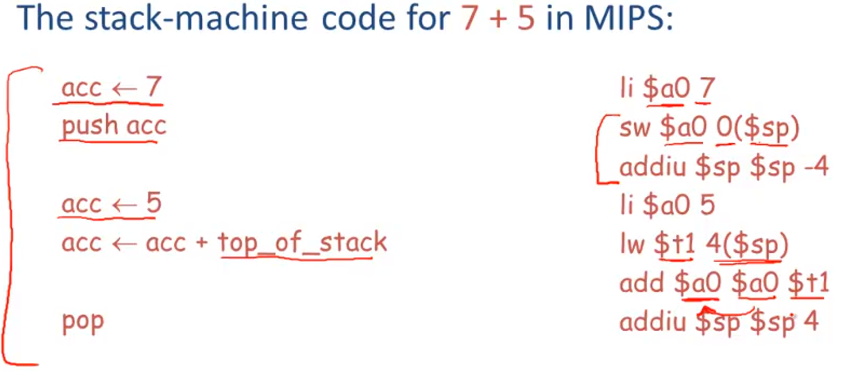 The stack-machine code for 7 + 5 in MIPS:
acc ← 7
push acc
acc ← 5
acc ← acc + top_of_stack
pop
li $a0 7
sw $a0 0($sp)
addiu $sp $sp -4
li $a0 5
lw $t1 4($sp)
add $a0 $a0 $t1
addiu $sp $sp 4